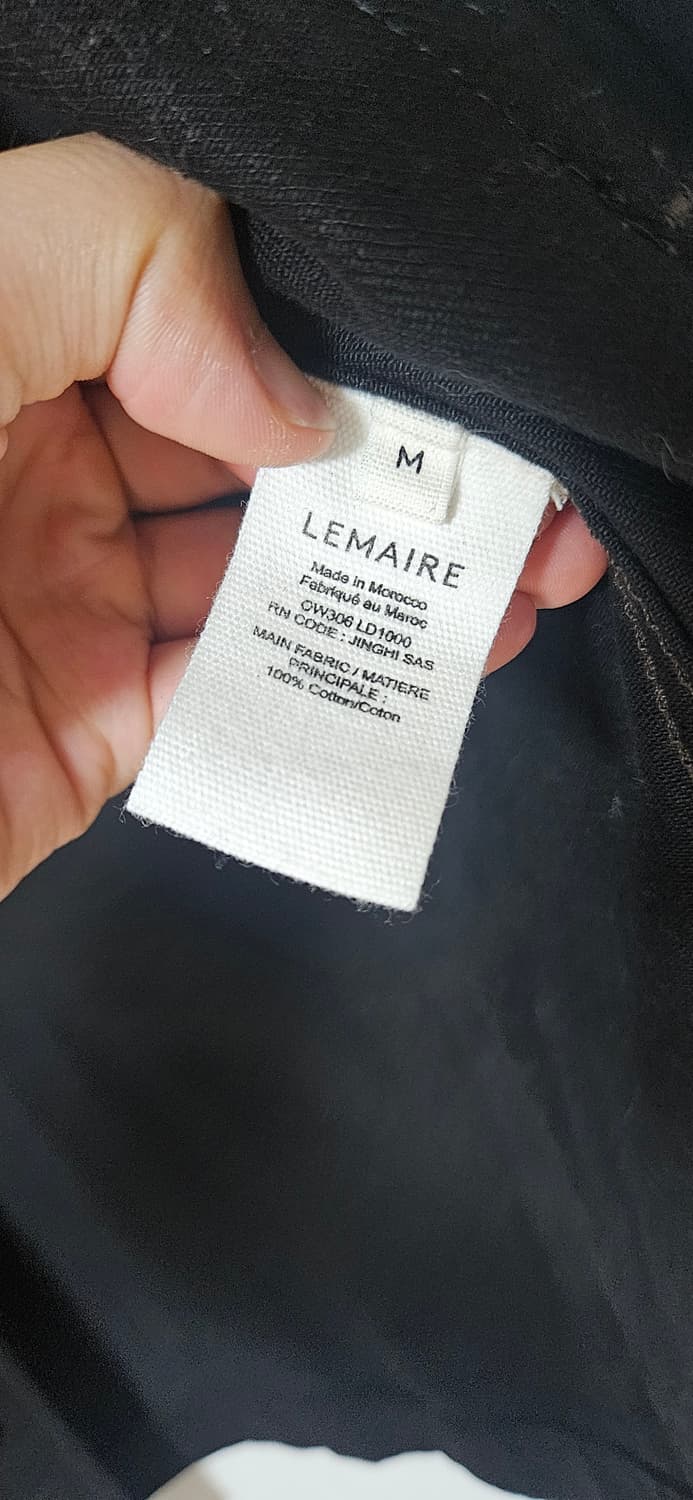 M
LEMAIRE
Made in Morocco
Fabriqué au Maroc
OW306 LD1000
RN CODE : JINGHI SAS
MAIN FABRIC / MATIERE
PRINCIPALE :
100% Cotton/Coton